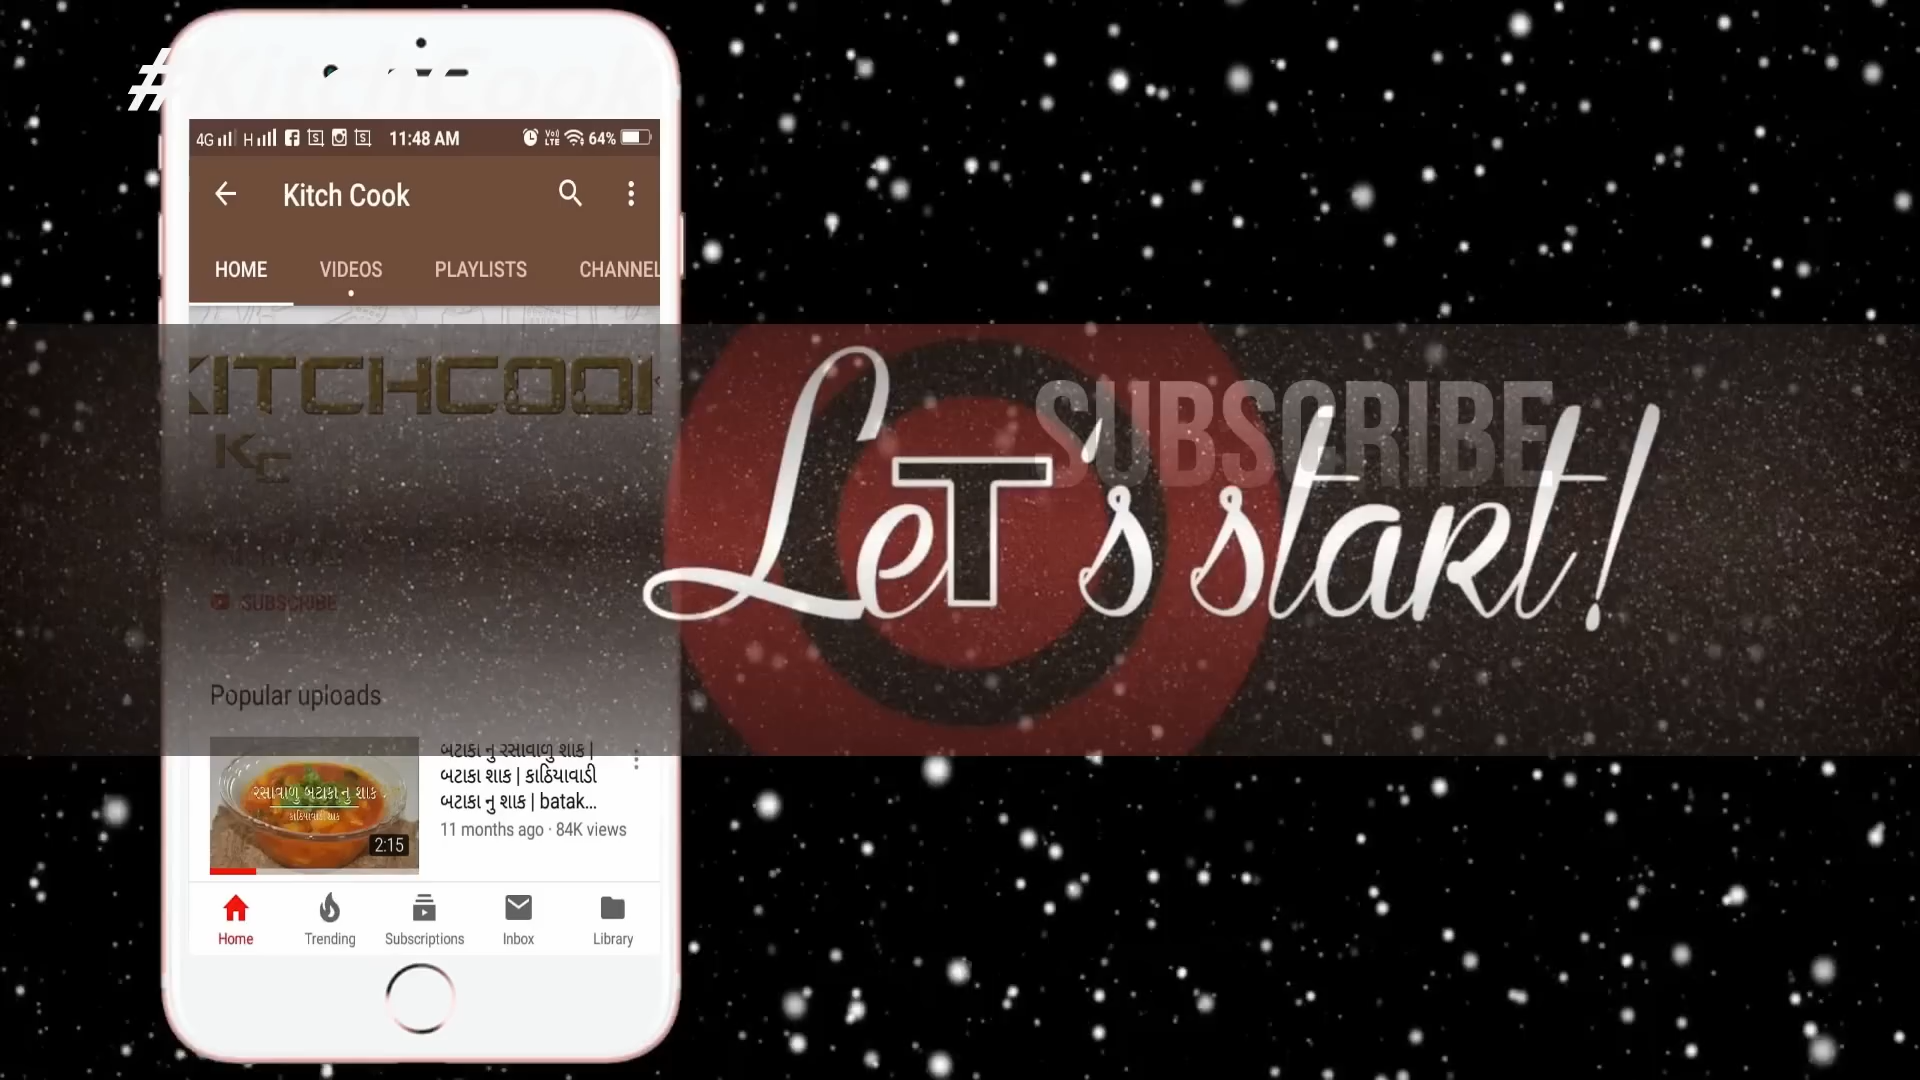 #KitchCook
4G H 11:48 AM VoLTE 64%
Kitch Cook
HOME VIDEOS PLAYLISTS CHANNEL
KITCHCOOK
KC
SUBSCRIBE
Let's start!
SUBSCRIBE
Popular uploads
બટાકા નુ રસાવાળુ શાક |
બટાકા શાક | કાઠિયાવાડી
બટાકા નુ શાક | batak...
11 months ago · 84K views
રસાવાળુ બટાકા નુ શાક
કાઠિયાવાડી શાક
2:15
Home Trending Subscriptions Inbox Library